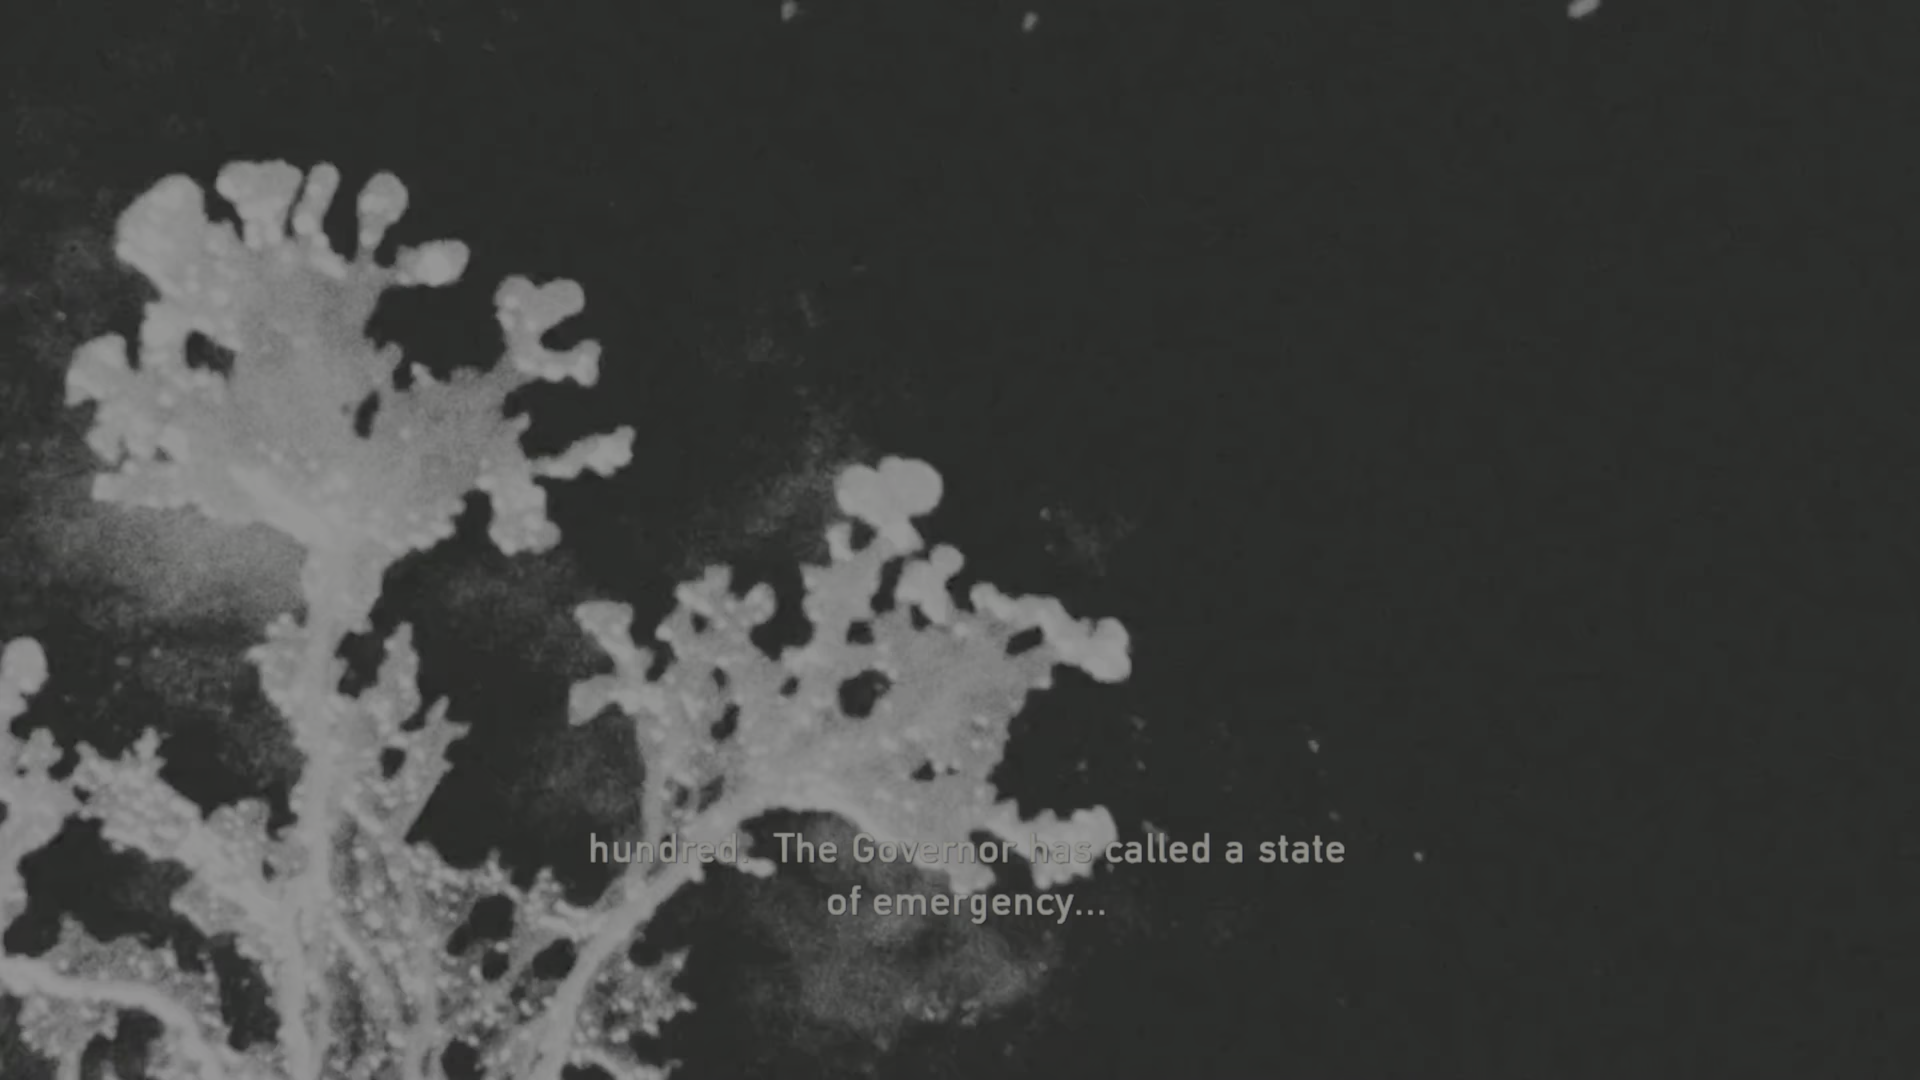 hundred. The Governor has called a state
of emergency...